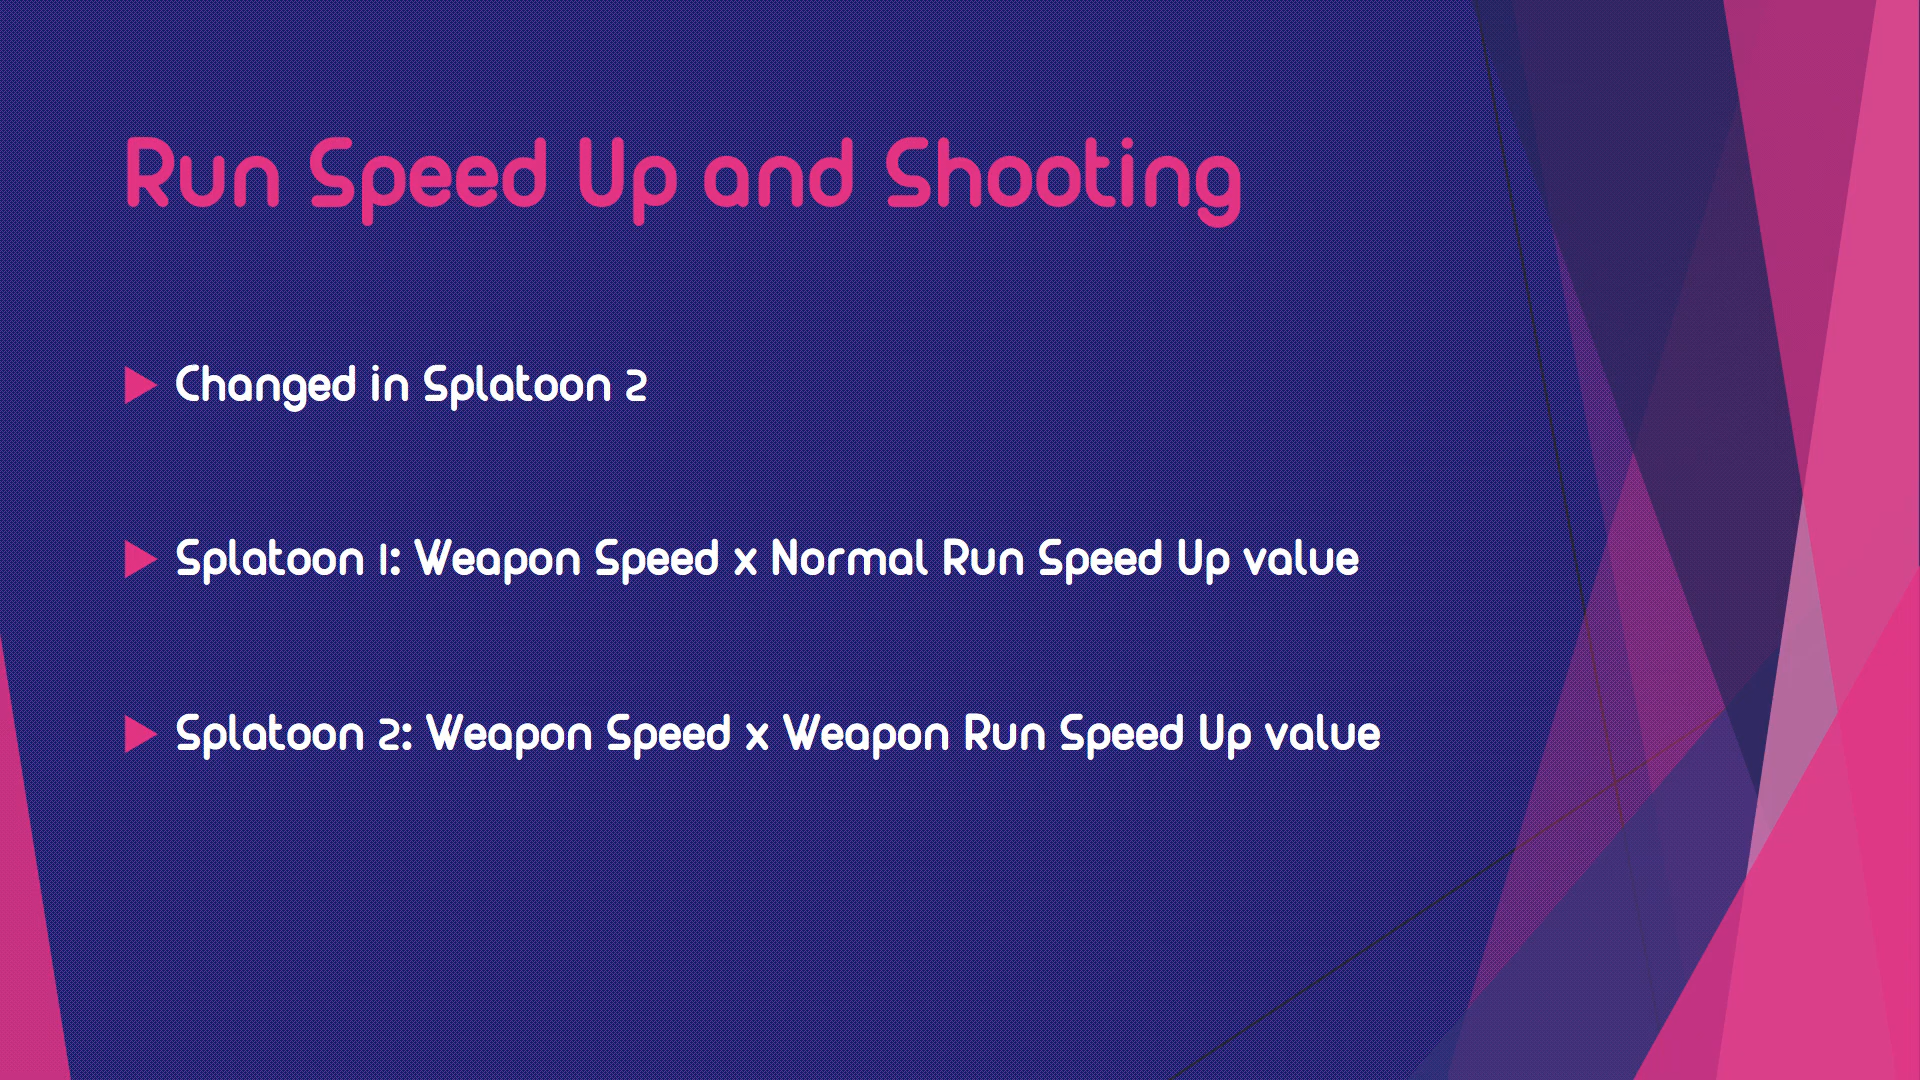 Run Speed Up and Shooting
Changed in Splatoon 2
Splatoon 1: Weapon Speed x Normal Run Speed Up value
Splatoon 2: Weapon Speed x Weapon Run Speed Up value